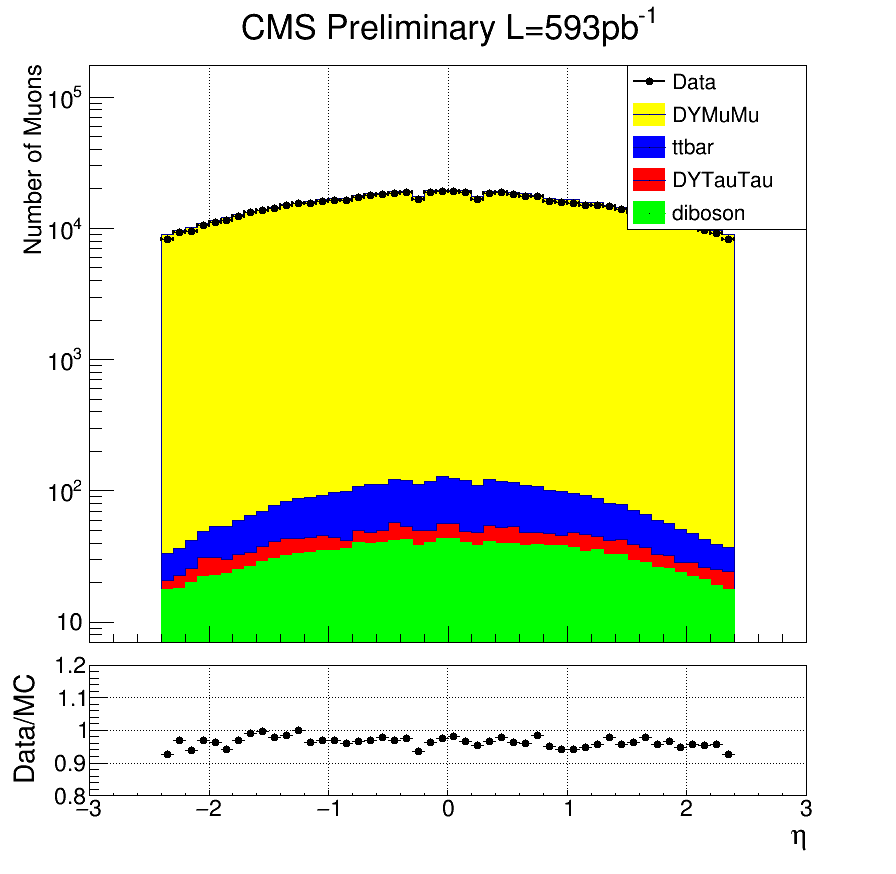 CMS Preliminary L=593pb⁻¹
Number of Muons
10⁵
10⁴
10³
10²
10
Data
DYMuMu
ttbar
DYTauTau
diboson
Data/MC
1.2
1.1
1
0.9
0.8
−3 −2 −1 0 1 2 3
η